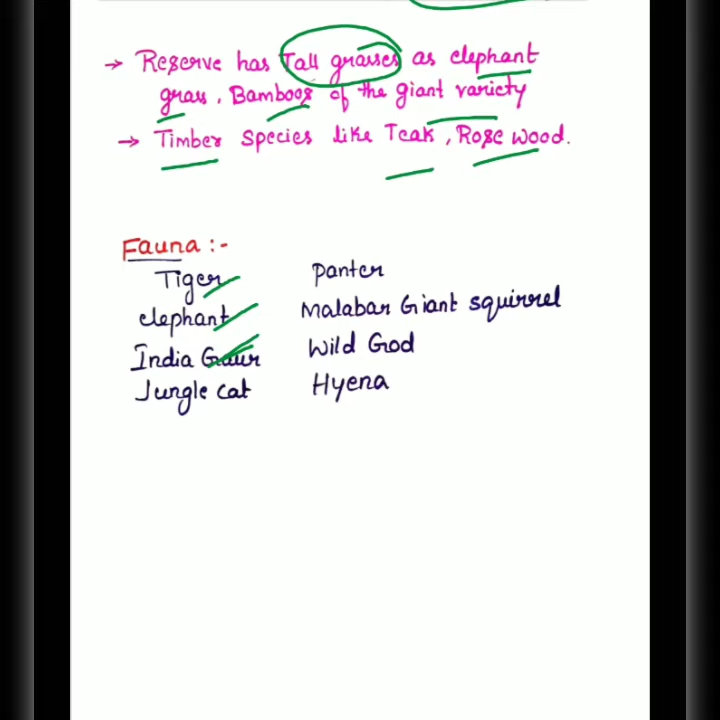 → Reserve has Tall grasses as elephant
grass, Bamboos of the giant variety
→ Timber species like Teak, Rose wood.
Fauna :-
Tiger Panter
elephant Malabar Giant squirrel
India Gaur Wild God
Jungle cat Hyena